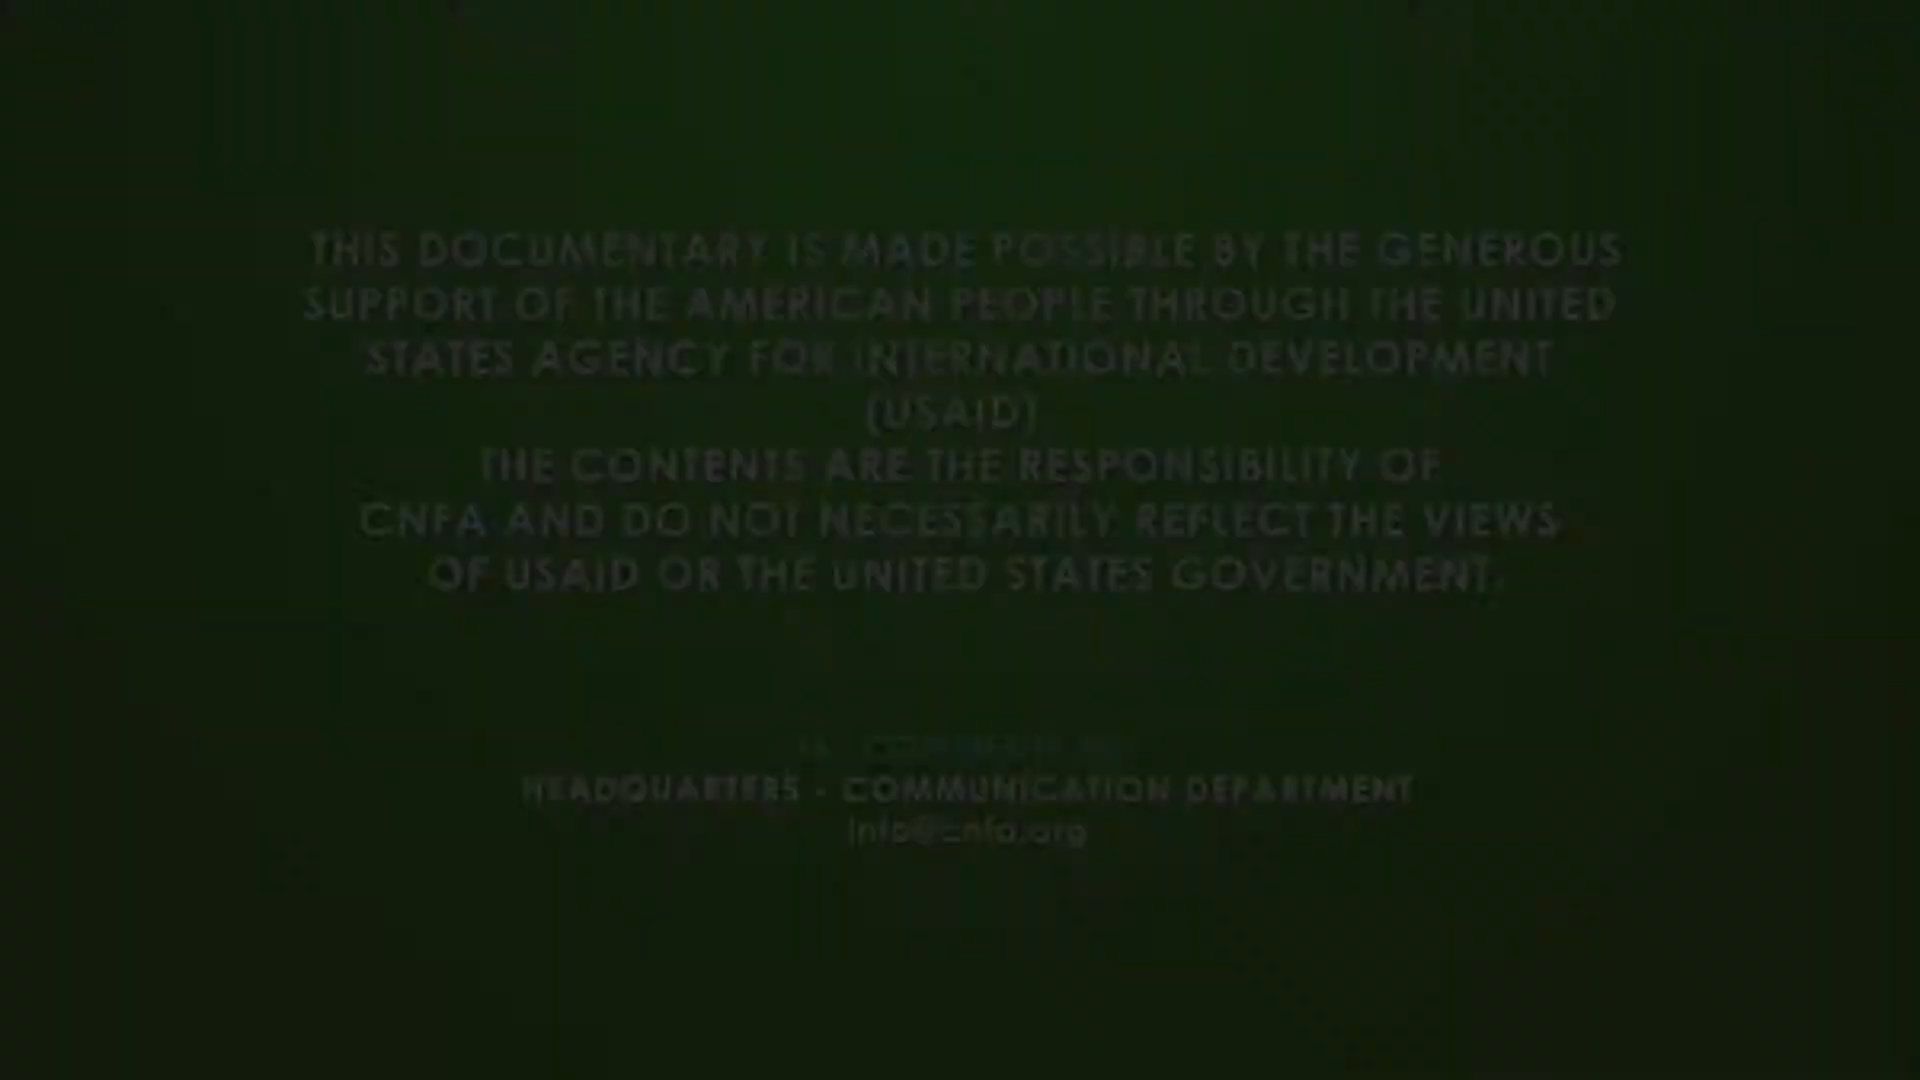 THIS DOCUMENTARY IS MADE POSSIBLE BY THE GENEROUS
SUPPORT OF THE AMERICAN PEOPLE THROUGH THE UNITED
STATES AGENCY FOR INTERNATIONAL DEVELOPMENT
(USAID)
THE CONTENTS ARE THE RESPONSIBILITY OF
CNFA AND DO NOT NECESSARILY REFLECT THE VIEWS
OF USAID OR THE UNITED STATES GOVERNMENT.
HEADQUARTERS - COMMUNICATION DEPARTMENT
info@cnfa.org